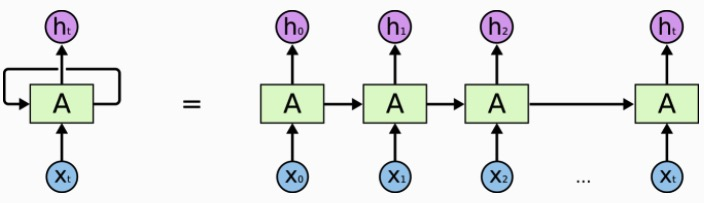 hₜ h₀ h₁ h₂ hₜ
A = A A A A
xₜ x₀ x₁ x₂ ... xₜ